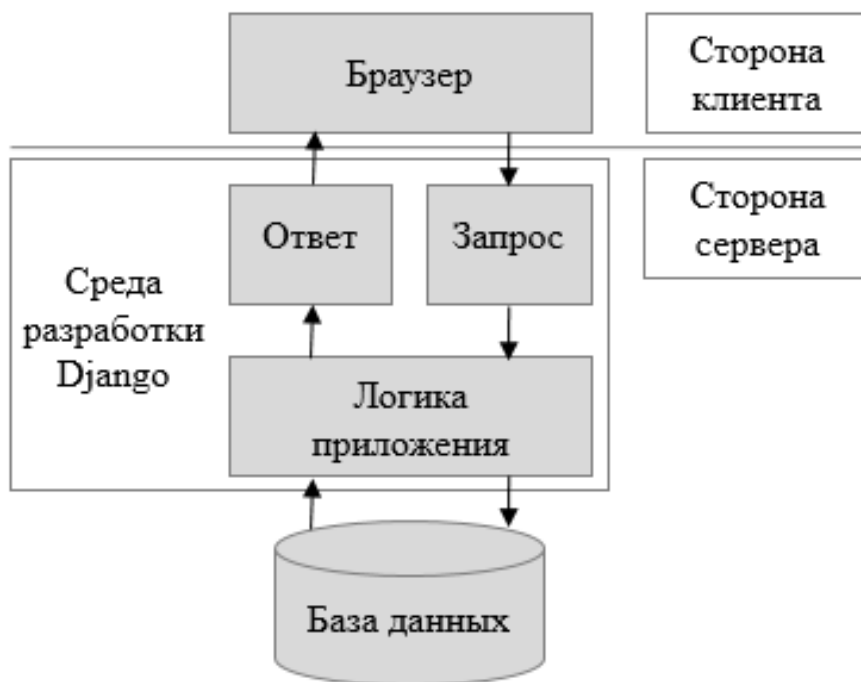 Браузер
Сторона
клиента
Ответ
Запрос
Сторона
сервера
Среда
разработки
Django
Логика
приложения
База данных